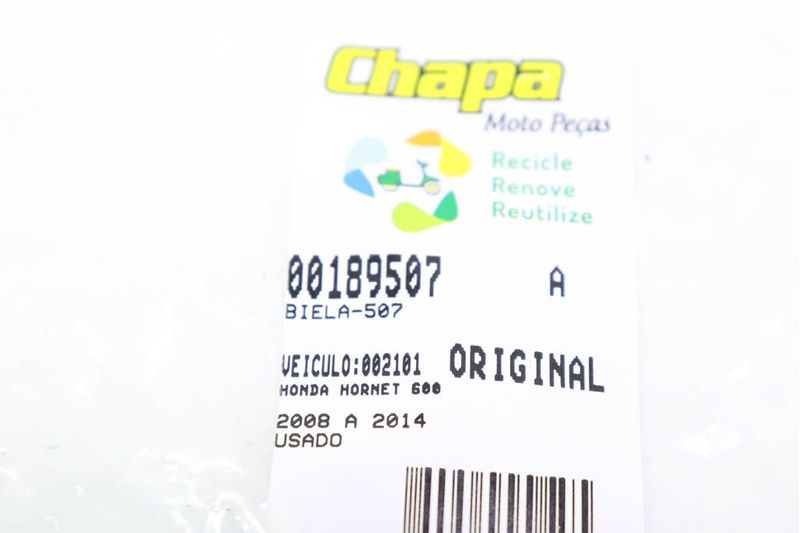 Chapa
Moto Peças
Recicle
Renove
Reutilize
00189507 A
BIELA-507
VEICULO:002101 ORIGINAL
HONDA HORNET 600
2008 A 2014
USADO